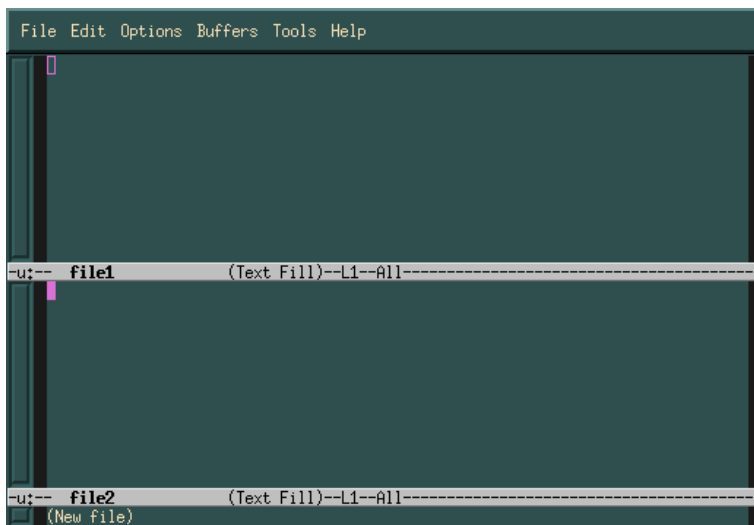 File Edit Options Buffers Tools Help
-u:-- file1 (Text Fill)--L1--All---------------------------------------------
-u:-- file2 (Text Fill)--L1--All---------------------------------------------
(New file)